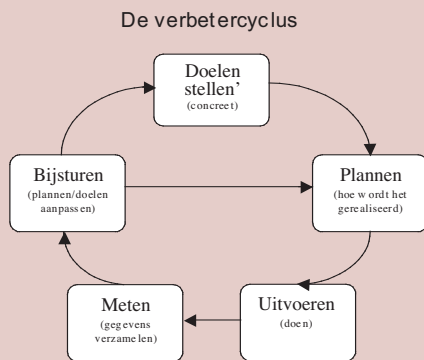 De verbetercyclus
Doelen
stellen’
(concreet)
Bijsturen
(plannen/doelen
aanpassen)
Plannen
(hoe wordt het
gerealiseerd)
Meten
(gegevens
verzamelen)
Uitvoeren
(doen)